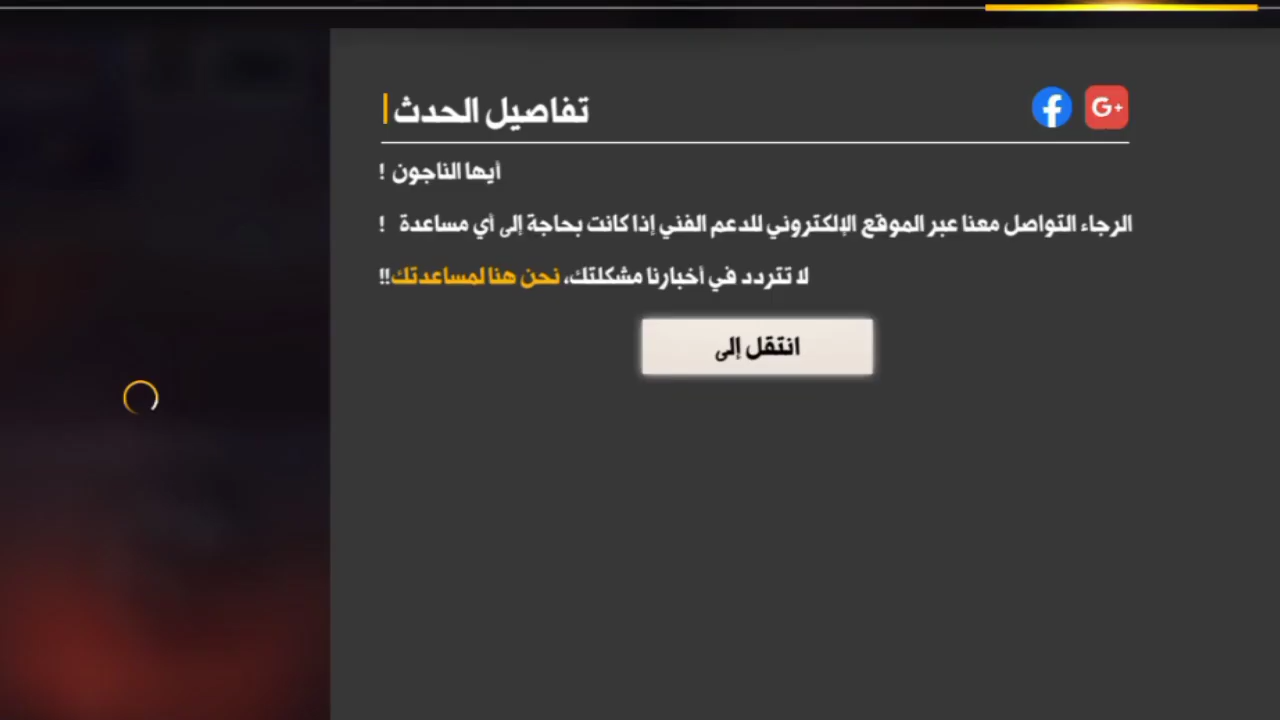 تفاصيل الحدث
G+
أيها الناجون !
الرجاء التواصل معنا عبر الموقع الإلكتروني للدعم الفني إذا كانت بحاجة إلى أي مساعدة !
لا تتردد في أخبارنا مشكلتك، نحن هنا لمساعدتك!!
انتقل إلى